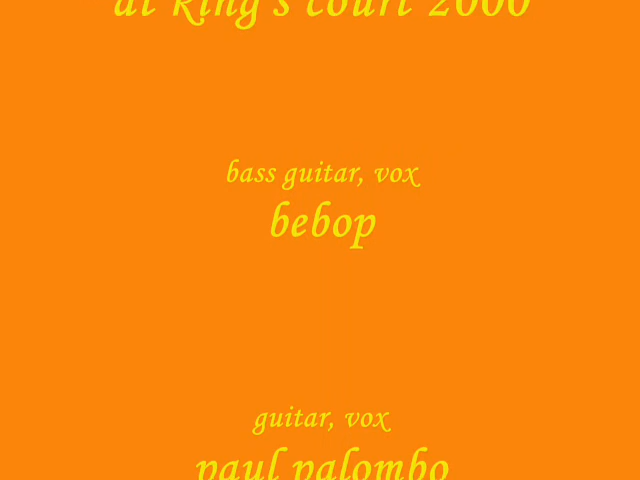 at king's court 2000
bass guitar, vox
bebop
guitar, vox
paul palombo